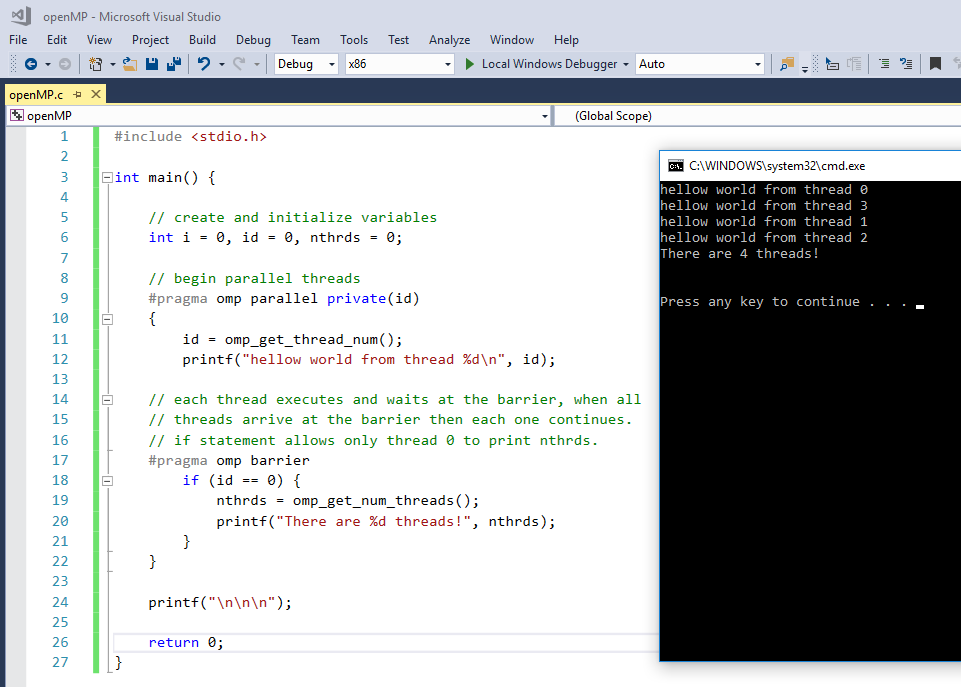 openMP - Microsoft Visual Studio
File Edit View Project Build Debug Team Tools Test Analyze Window Help
Debug x86 Local Windows Debugger Auto
openMP.c
openMP (Global Scope)
1 #include <stdio.h>
2
3 int main() {
4
5 // create and initialize variables
6 int i = 0, id = 0, nthrds = 0;
7
8 // begin parallel threads
9 #pragma omp parallel private(id)
10 {
11 id = omp_get_thread_num();
12 printf("hellow world from thread %d\n", id);
13
14 // each thread executes and waits at the barrier, when all
15 // threads arrive at the barrier then each one continues.
16 // if statement allows only thread 0 to print nthrds.
17 #pragma omp barrier
18 if (id == 0) {
19 nthrds = omp_get_num_threads();
20 printf("There are %d threads!", nthrds);
21 }
22 }
23
24 printf("\n\n\n");
25
26 return 0;
27 }
C:\WINDOWS\system32\cmd.exe
hellow world from thread 0
hellow world from thread 3
hellow world from thread 1
hellow world from thread 2
There are 4 threads!
Press any key to continue . . .